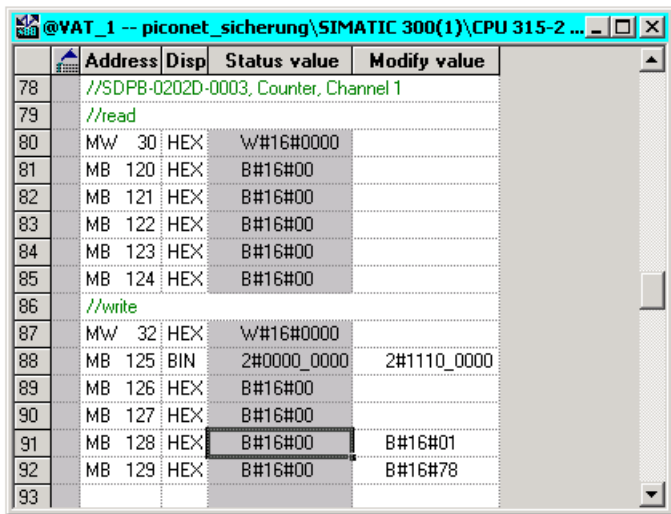 @VAT_1 -- piconet_sicherung\SIMATIC 300(1)\CPU 315-2 ...
Address Disp Status value Modify value
78 //SDPB-0202D-0003, Counter, Channel 1
79 //read
80 MW 30 HEX W#16#0000
81 MB 120 HEX B#16#00
82 MB 121 HEX B#16#00
83 MB 122 HEX B#16#00
84 MB 123 HEX B#16#00
85 MB 124 HEX B#16#00
86 //write
87 MW 32 HEX W#16#0000
88 MB 125 BIN 2#0000_0000 2#1110_0000
89 MB 126 HEX B#16#00
90 MB 127 HEX B#16#00
91 MB 128 HEX B#16#00 B#16#01
92 MB 129 HEX B#16#00 B#16#78
93